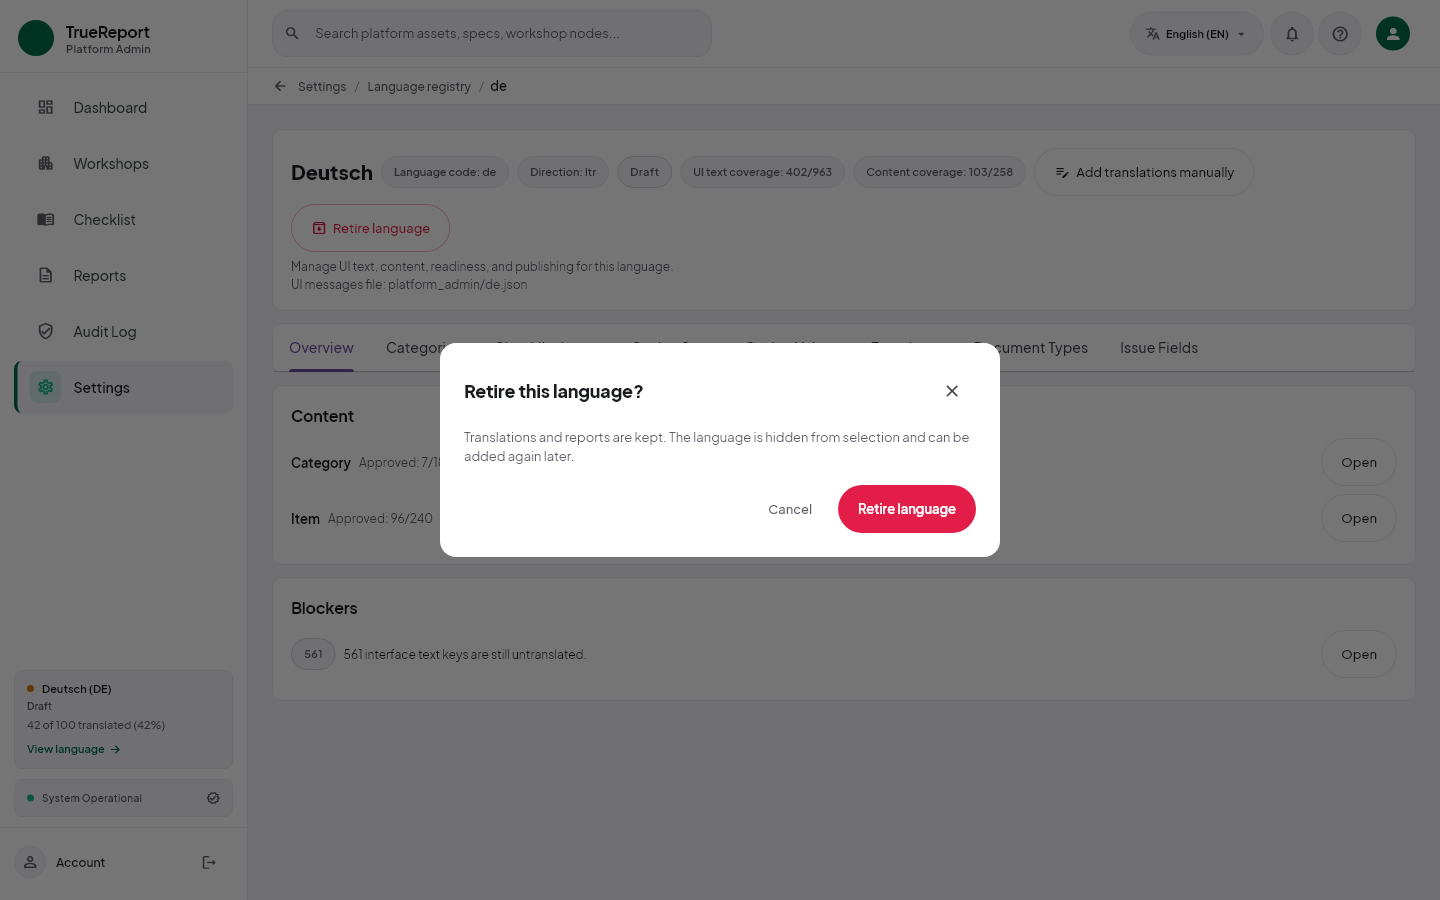 TrueReport
Platform Admin
Search platform assets, specs, workshop nodes...
English (EN)
Settings / Language registry / de
Dashboard
Workshops
Checklist
Reports
Audit Log
Settings
Deutsch
Language code: de
Direction: ltr
Draft
UI text coverage: 402/963
Content coverage: 103/258
Add translations manually
Retire language
Manage UI text, content, readiness, and publishing for this language.
UI messages file: platform_admin/de.json
Overview
Document Types
Issue Fields
Content
Category
Open
Item Approved: 96/240
Open
Retire this language?
Translations and reports are kept. The language is hidden from selection and can be
added again later.
Cancel
Retire language
Blockers
561
561 interface text keys are still untranslated.
Open
Deutsch (DE)
Draft
42 of 100 translated (42%)
View language →
System Operational
Account